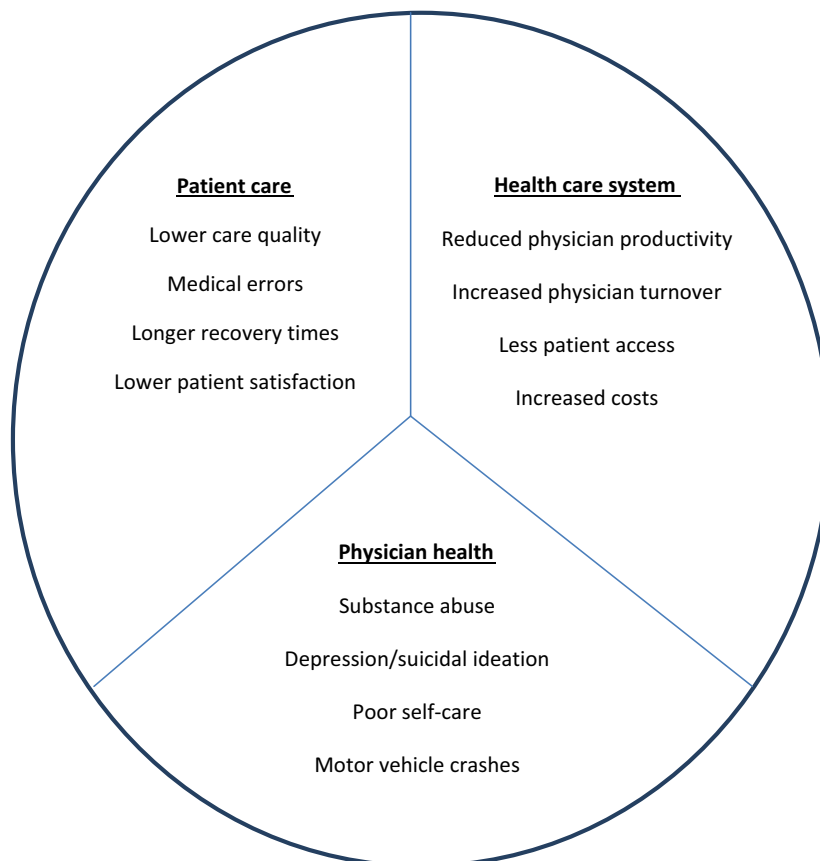 Patient care
Lower care quality
Medical errors
Longer recovery times
Lower patient satisfaction
Health care system
Reduced physician productivity
Increased physician turnover
Less patient access
Increased costs
Physician health
Substance abuse
Depression/suicidal ideation
Poor self-care
Motor vehicle crashes